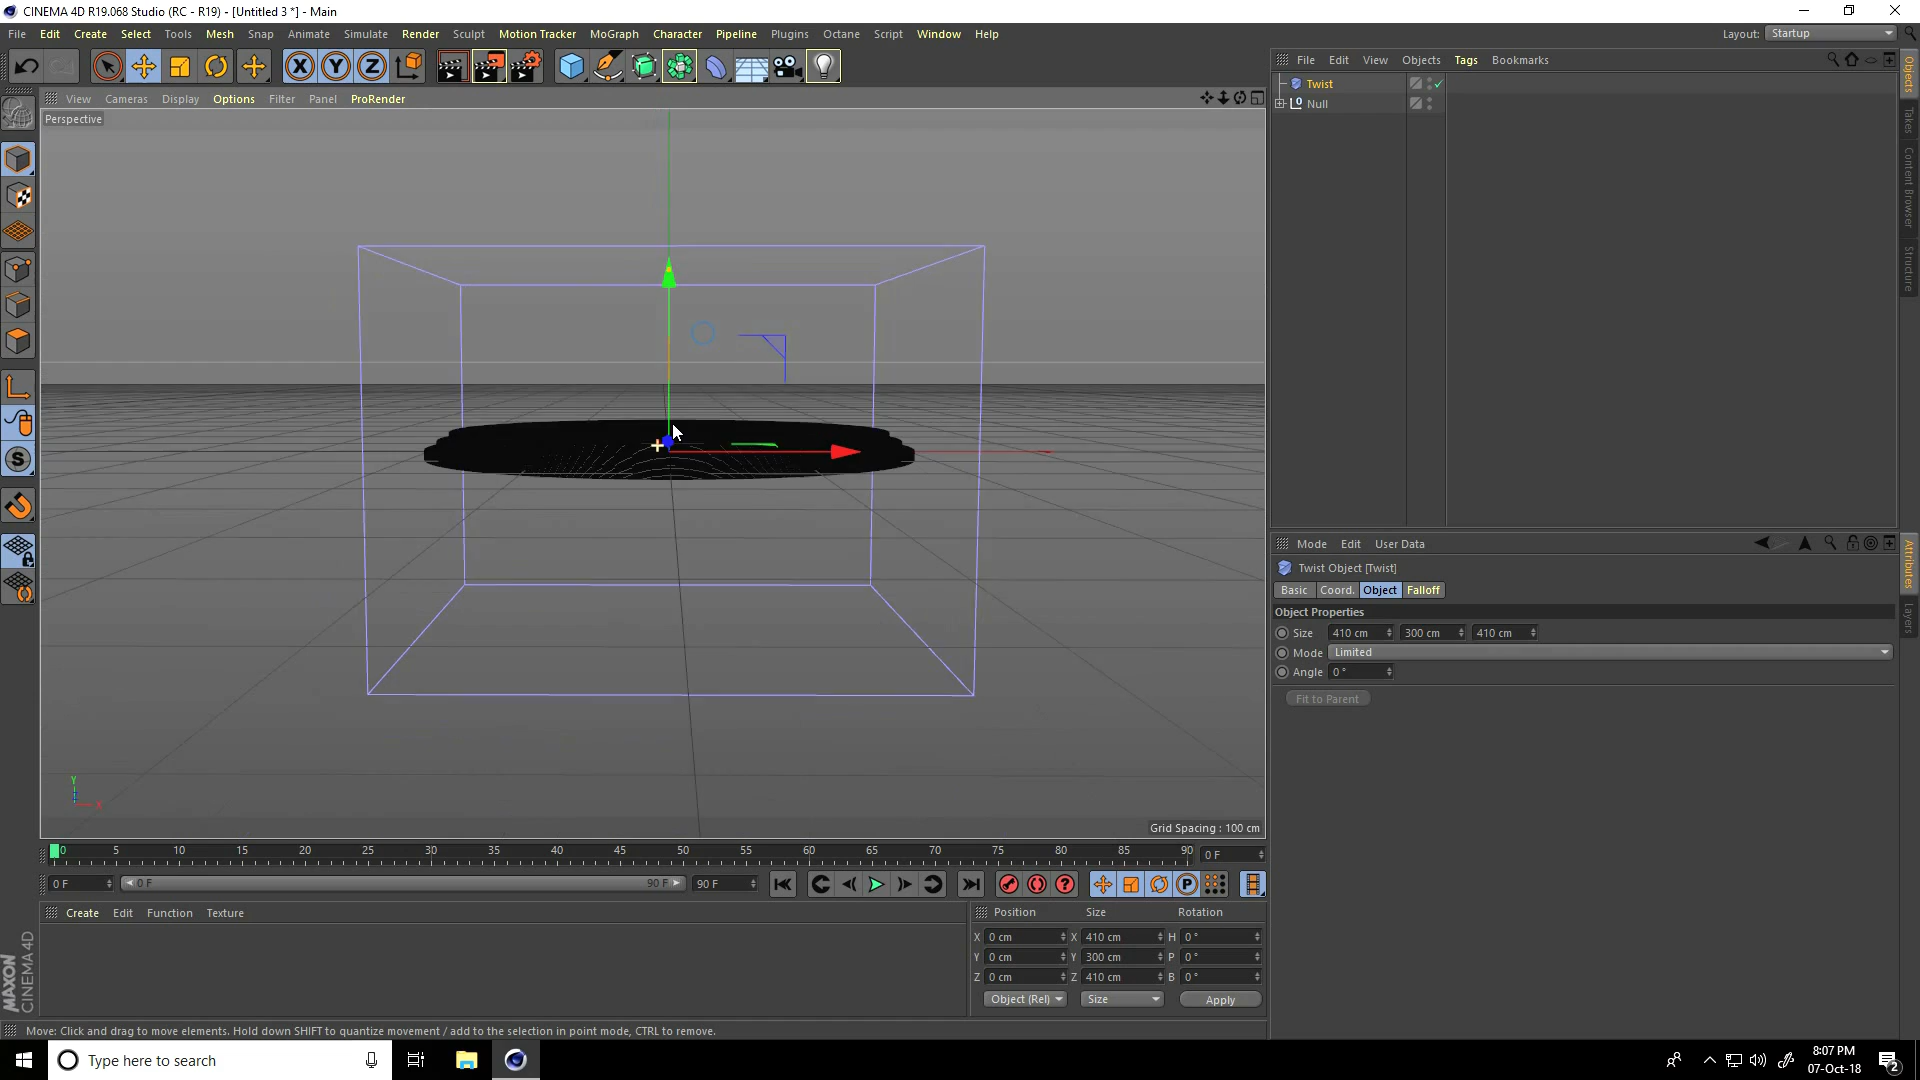 CINEMA 4D R19.068 Studio (RC - R19) - [Untitled 3 *] - Main
File Edit Create Select Tools Mesh Snap Animate Simulate Render Sculpt Motion Tracker MoGraph Character Pipeline Plugins Octane Script Window Help
Layout: Startup
X Y Z
View Cameras Display Options Filter Panel ProRender
Perspective
File Edit View Objects Tags Bookmarks
Twist
Null
Objects
Takes
Content Browser
Structure
Mode Edit User Data
Twist Object [Twist]
Basic Coord. Object Falloff
Object Properties
Size 410 cm 300 cm 410 cm
Mode Limited
Angle 0 °
Fit to Parent
Attributes
Layers
Y
X
Grid Spacing : 100 cm
0 5 10 15 20 25 30 35 40 45 50 55 60 65 70 75 80 85 90 0 F
0 F 0 F 90 F 90 F
Create Edit Function Texture
Position Size Rotation
X 0 cm X 410 cm H 0 °
Y 0 cm Y 300 cm P 0 °
Z 0 cm Z 410 cm B 0 °
Object (Rel) Size Apply
MAXON
CINEMA 4D
Move: Click and drag to move elements. Hold down SHIFT to quantize movement / add to the selection in point mode, CTRL to remove.
Type here to search
8:07 PM
07-Oct-18
2